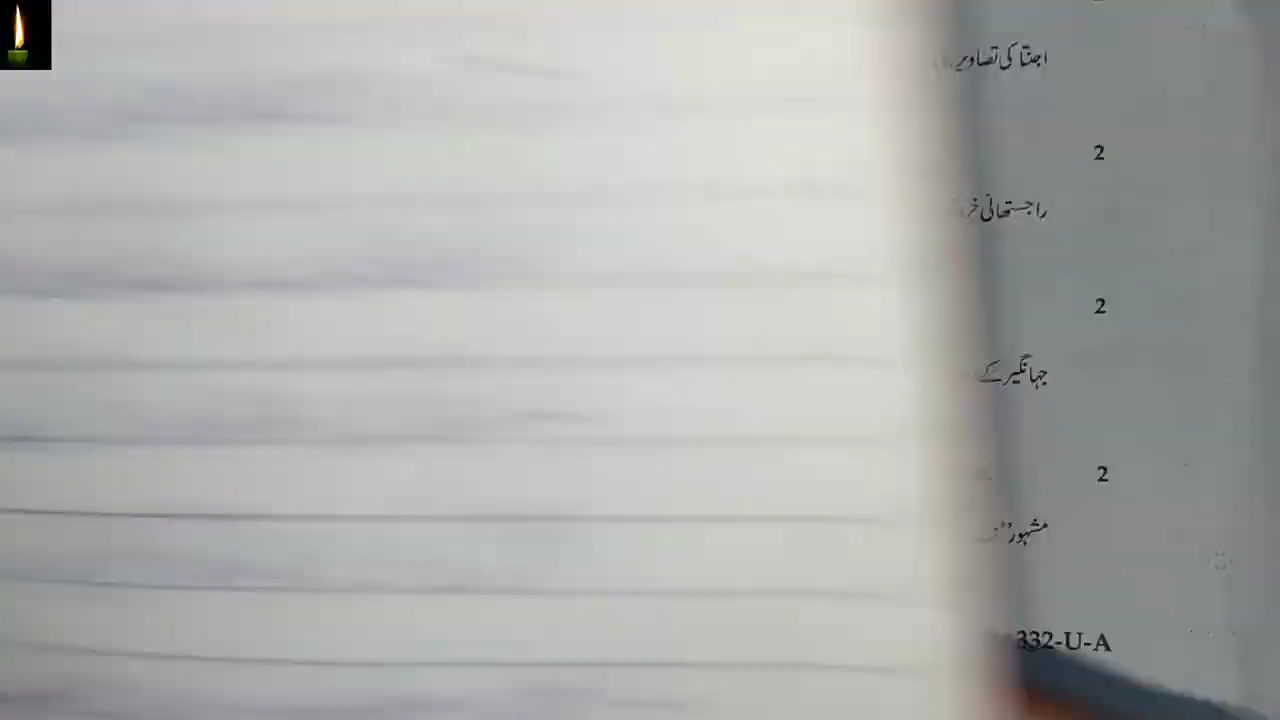 اجنتا کی تصاویر
2
راجستھانی
2
جہانگیر کے
2
مشہور
332-U-A